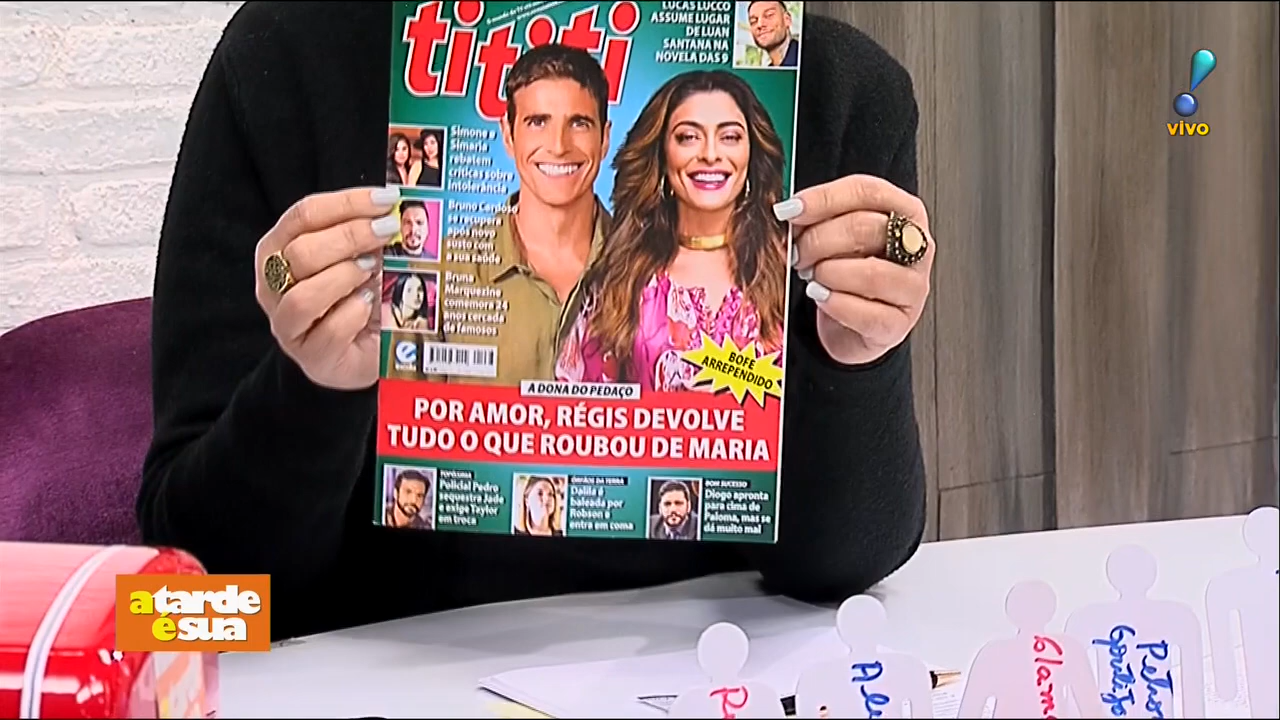 tititi
LUCAS LUCCO
ASSUME LUGAR
DE LUAN
SANTANA NA
NOVELA DAS 9
Simone e
Simaria
rebatem
críticas sobre
intolerância
Bruno Cardoso
se recupera
após novo
susto com
a sua saúde
Bruna
Marquezine
comemora 24
anos cercada
de famosos
BOFE
ARREPENDIDO
A DONA DO PEDAÇO
POR AMOR, RÉGIS DEVOLVE
TUDO O QUE ROUBOU DE MARIA
TOPÍSSIMA
Policial Pedro
sequestra Jade
e exige Taylor
em troca
ÓRFÃOS DA TERRA
Dalila é
baleada por
Robson e
entra em coma
BOM SUCESSO
Diogo apronta
para cima de
Paloma, mas se
dá muito mal
vivo
a tarde
é sua